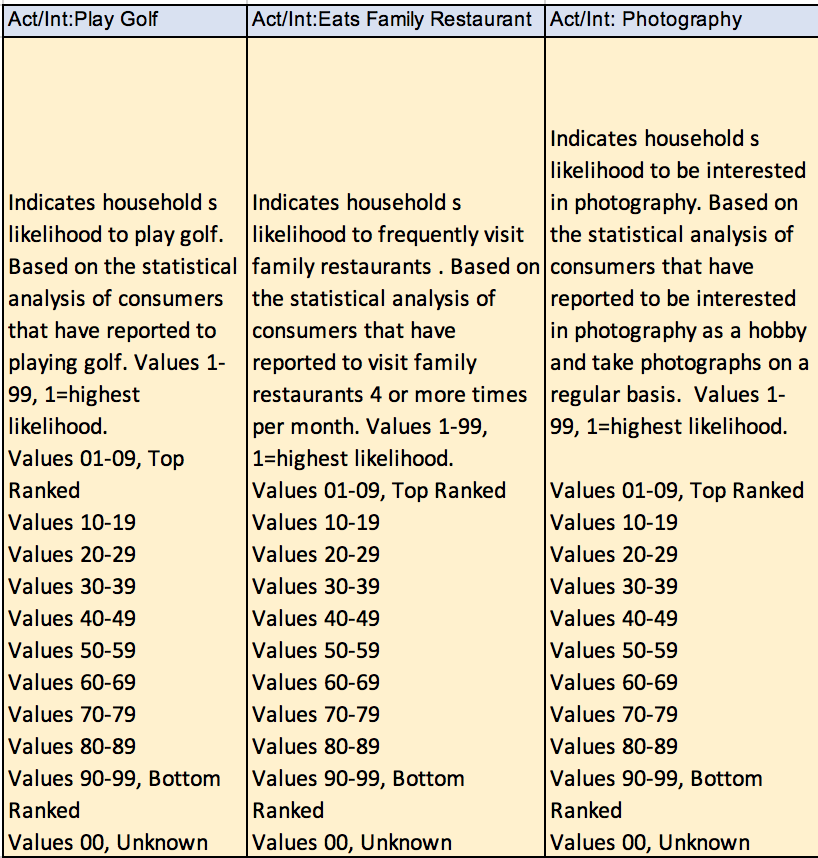 Act/Int:Play Golf
Act/Int:Eats Family Restaurant
Act/Int: Photography
Indicates household s
likelihood to play golf.
Based on the statistical
analysis of consumers
that have reported to
playing golf. Values 1-
99, 1=highest
likelihood.
Values 01-09, Top
Ranked
Values 10-19
Values 20-29
Values 30-39
Values 40-49
Values 50-59
Values 60-69
Values 70-79
Values 80-89
Values 90-99, Bottom
Ranked
Values 00, Unknown
Indicates household s
likelihood to frequently visit
family restaurants . Based on
the statistical analysis of
consumers that have
reported to visit family
restaurants 4 or more times
per month. Values 1-99,
1=highest likelihood.
Values 01-09, Top Ranked
Values 10-19
Values 20-29
Values 30-39
Values 40-49
Values 50-59
Values 60-69
Values 70-79
Values 80-89
Values 90-99, Bottom
Ranked
Values 00, Unknown
Indicates household s
likelihood to be interested
in photography. Based on
the statistical analysis of
consumers that have
reported to be interested
in photography as a hobby
and take photographs on a
regular basis.  Values 1-
99, 1=highest likelihood.
Values 01-09, Top Ranked
Values 10-19
Values 20-29
Values 30-39
Values 40-49
Values 50-59
Values 60-69
Values 70-79
Values 80-89
Values 90-99, Bottom
Ranked
Values 00, Unknown